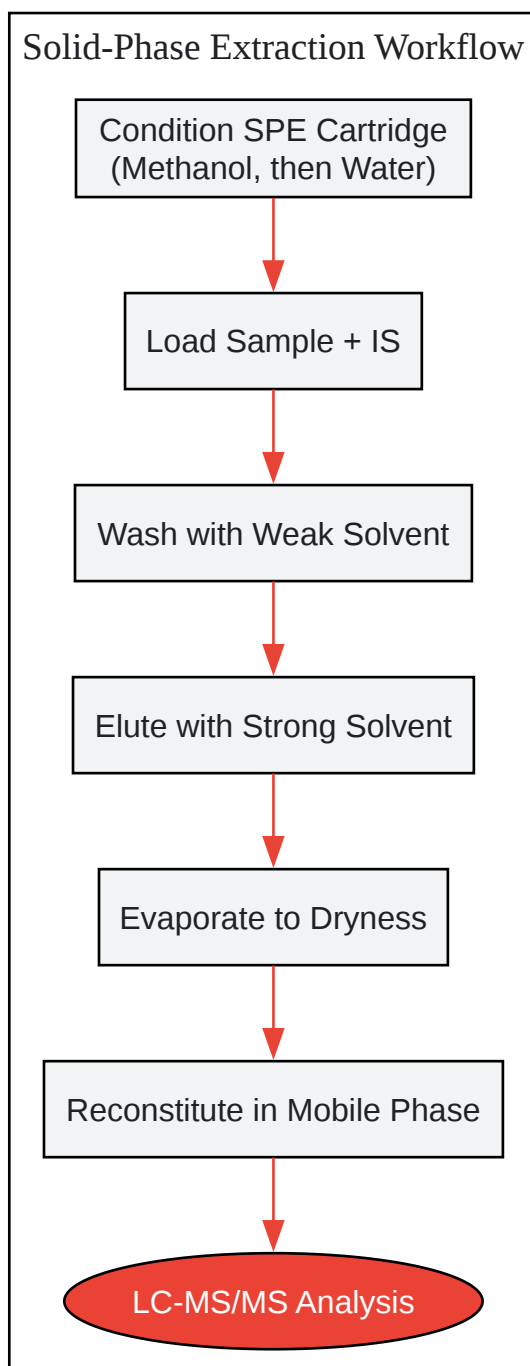 Solid-Phase Extraction Workflow
Condition SPE Cartridge
(Methanol, then Water)
Load Sample + IS
Wash with Weak Solvent
Elute with Strong Solvent
Evaporate to Dryness
Reconstitute in Mobile Phase
LC-MS/MS Analysis